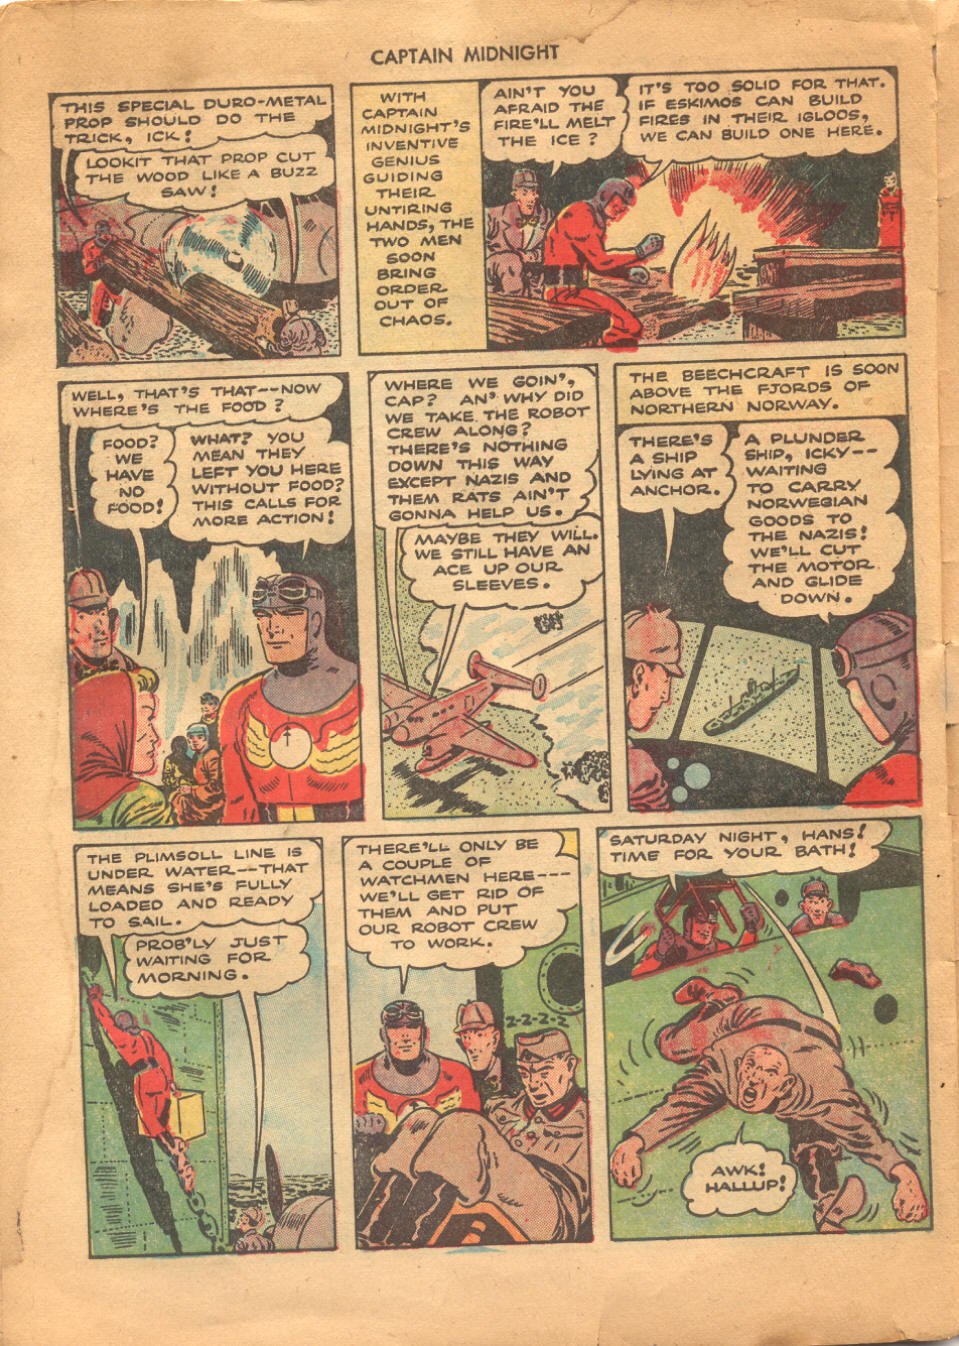 CAPTAIN MIDNIGHT
THIS SPECIAL DURO-METAL
PROP SHOULD DO THE
TRICK, ICK!
LOOKIT THAT PROP CUT
THE WOOD LIKE A BUZZ
SAW!
WITH
CAPTAIN
MIDNIGHT'S
INVENTIVE
GENIUS
GUIDING
THEIR
UNTIRING
HANDS, THE
TWO MEN
SOON
BRING
ORDER
OUT OF
CHAOS.
AIN'T YOU
AFRAID THE
FIRE'LL MELT
THE ICE?
IT'S TOO SOLID FOR THAT.
IF ESKIMOS CAN BUILD
FIRES IN THEIR IGLOOS,
WE CAN BUILD ONE HERE.
WELL, THAT'S THAT--NOW
WHERE'S THE FOOD?
FOOD?
WE
HAVE
NO
FOOD!
WHAT? YOU
MEAN THEY
LEFT YOU HERE
WITHOUT FOOD?
THIS CALLS FOR
MORE ACTION!
WHERE WE GOIN',
CAP? AN' WHY DID
WE TAKE THE ROBOT
CREW ALONG?
THERE'S NOTHING
DOWN THIS WAY
EXCEPT NAZIS AND
THEM RATS AIN'T
GONNA HELP US.
MAYBE THEY WILL.
WE STILL HAVE AN
ACE UP OUR
SLEEVES.
THE BEECHCRAFT IS SOON
ABOVE THE FJORDS OF
NORTHERN NORWAY.
THERE'S
A SHIP
LYING AT
ANCHOR.
A PLUNDER
SHIP, ICKY--
WAITING
TO CARRY
NORWEGIAN
GOODS TO
THE NAZIS!
WE'LL CUT
THE MOTOR
AND GLIDE
DOWN.
THE PLIMSOLL LINE IS
UNDER WATER--THAT
MEANS SHE'S FULLY
LOADED AND READY
TO SAIL.
PROB'LY JUST
WAITING FOR
MORNING.
THERE'LL ONLY BE
A COUPLE OF
WATCHMEN HERE---
WE'LL GET RID OF
THEM AND PUT
OUR ROBOT CREW
TO WORK.
Z-Z-Z-Z
SATURDAY NIGHT, HANS!
TIME FOR YOUR BATH!
AWK!
HALLUP!